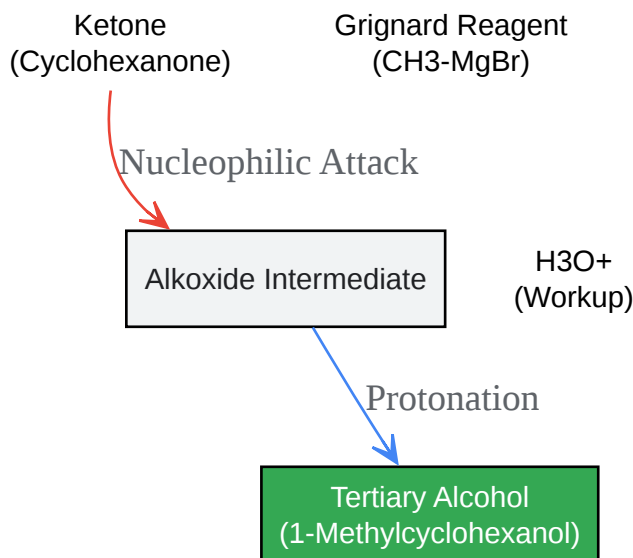 Ketone
(Cyclohexanone)
Grignard Reagent
(CH3-MgBr)
Nucleophilic Attack
Alkoxide Intermediate
H3O+
(Workup)
Protonation
Tertiary Alcohol
(1-Methylcyclohexanol)